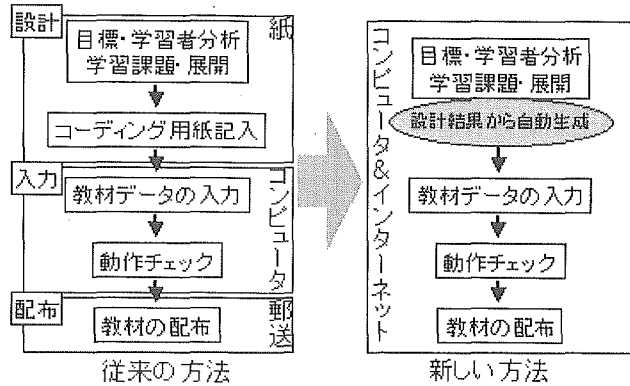 設計
紙
目標・学習者分析
学習課題・展開
コーディング用紙記入
入力
コンピュータ
教材データの入力
動作チェック
配布
郵送
教材の配布
従来の方法
コンピュータ&インターネット
目標・学習者分析
学習課題・展開
設計結果から自動生成
教材データの入力
動作チェック
教材の配布
新しい方法